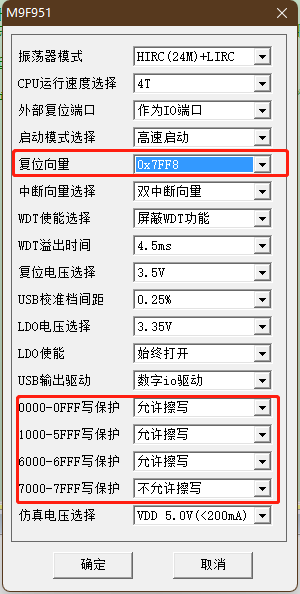 M9F951
振荡器模式 HIRC(24M)+LIRC
CPU运行速度选择 4T
外部复位端口 作为IO端口
启动模式选择 高速启动
复位向量 0x7FF8
中断向量选择 双中断向量
WDT使能选择 屏蔽WDT功能
WDT溢出时间 4.5ms
复位电压选择 3.5V
USB校准档间距 0.25%
LDO电压选择 3.35V
LDO使能 始终打开
USB输出驱动 数字io驱动
0000-0FFF写保护 允许擦写
1000-5FFF写保护 允许擦写
6000-6FFF写保护 允许擦写
7000-7FFF写保护 不允许擦写
仿真电压选择 VDD 5.0V(<200mA)
确定 取消